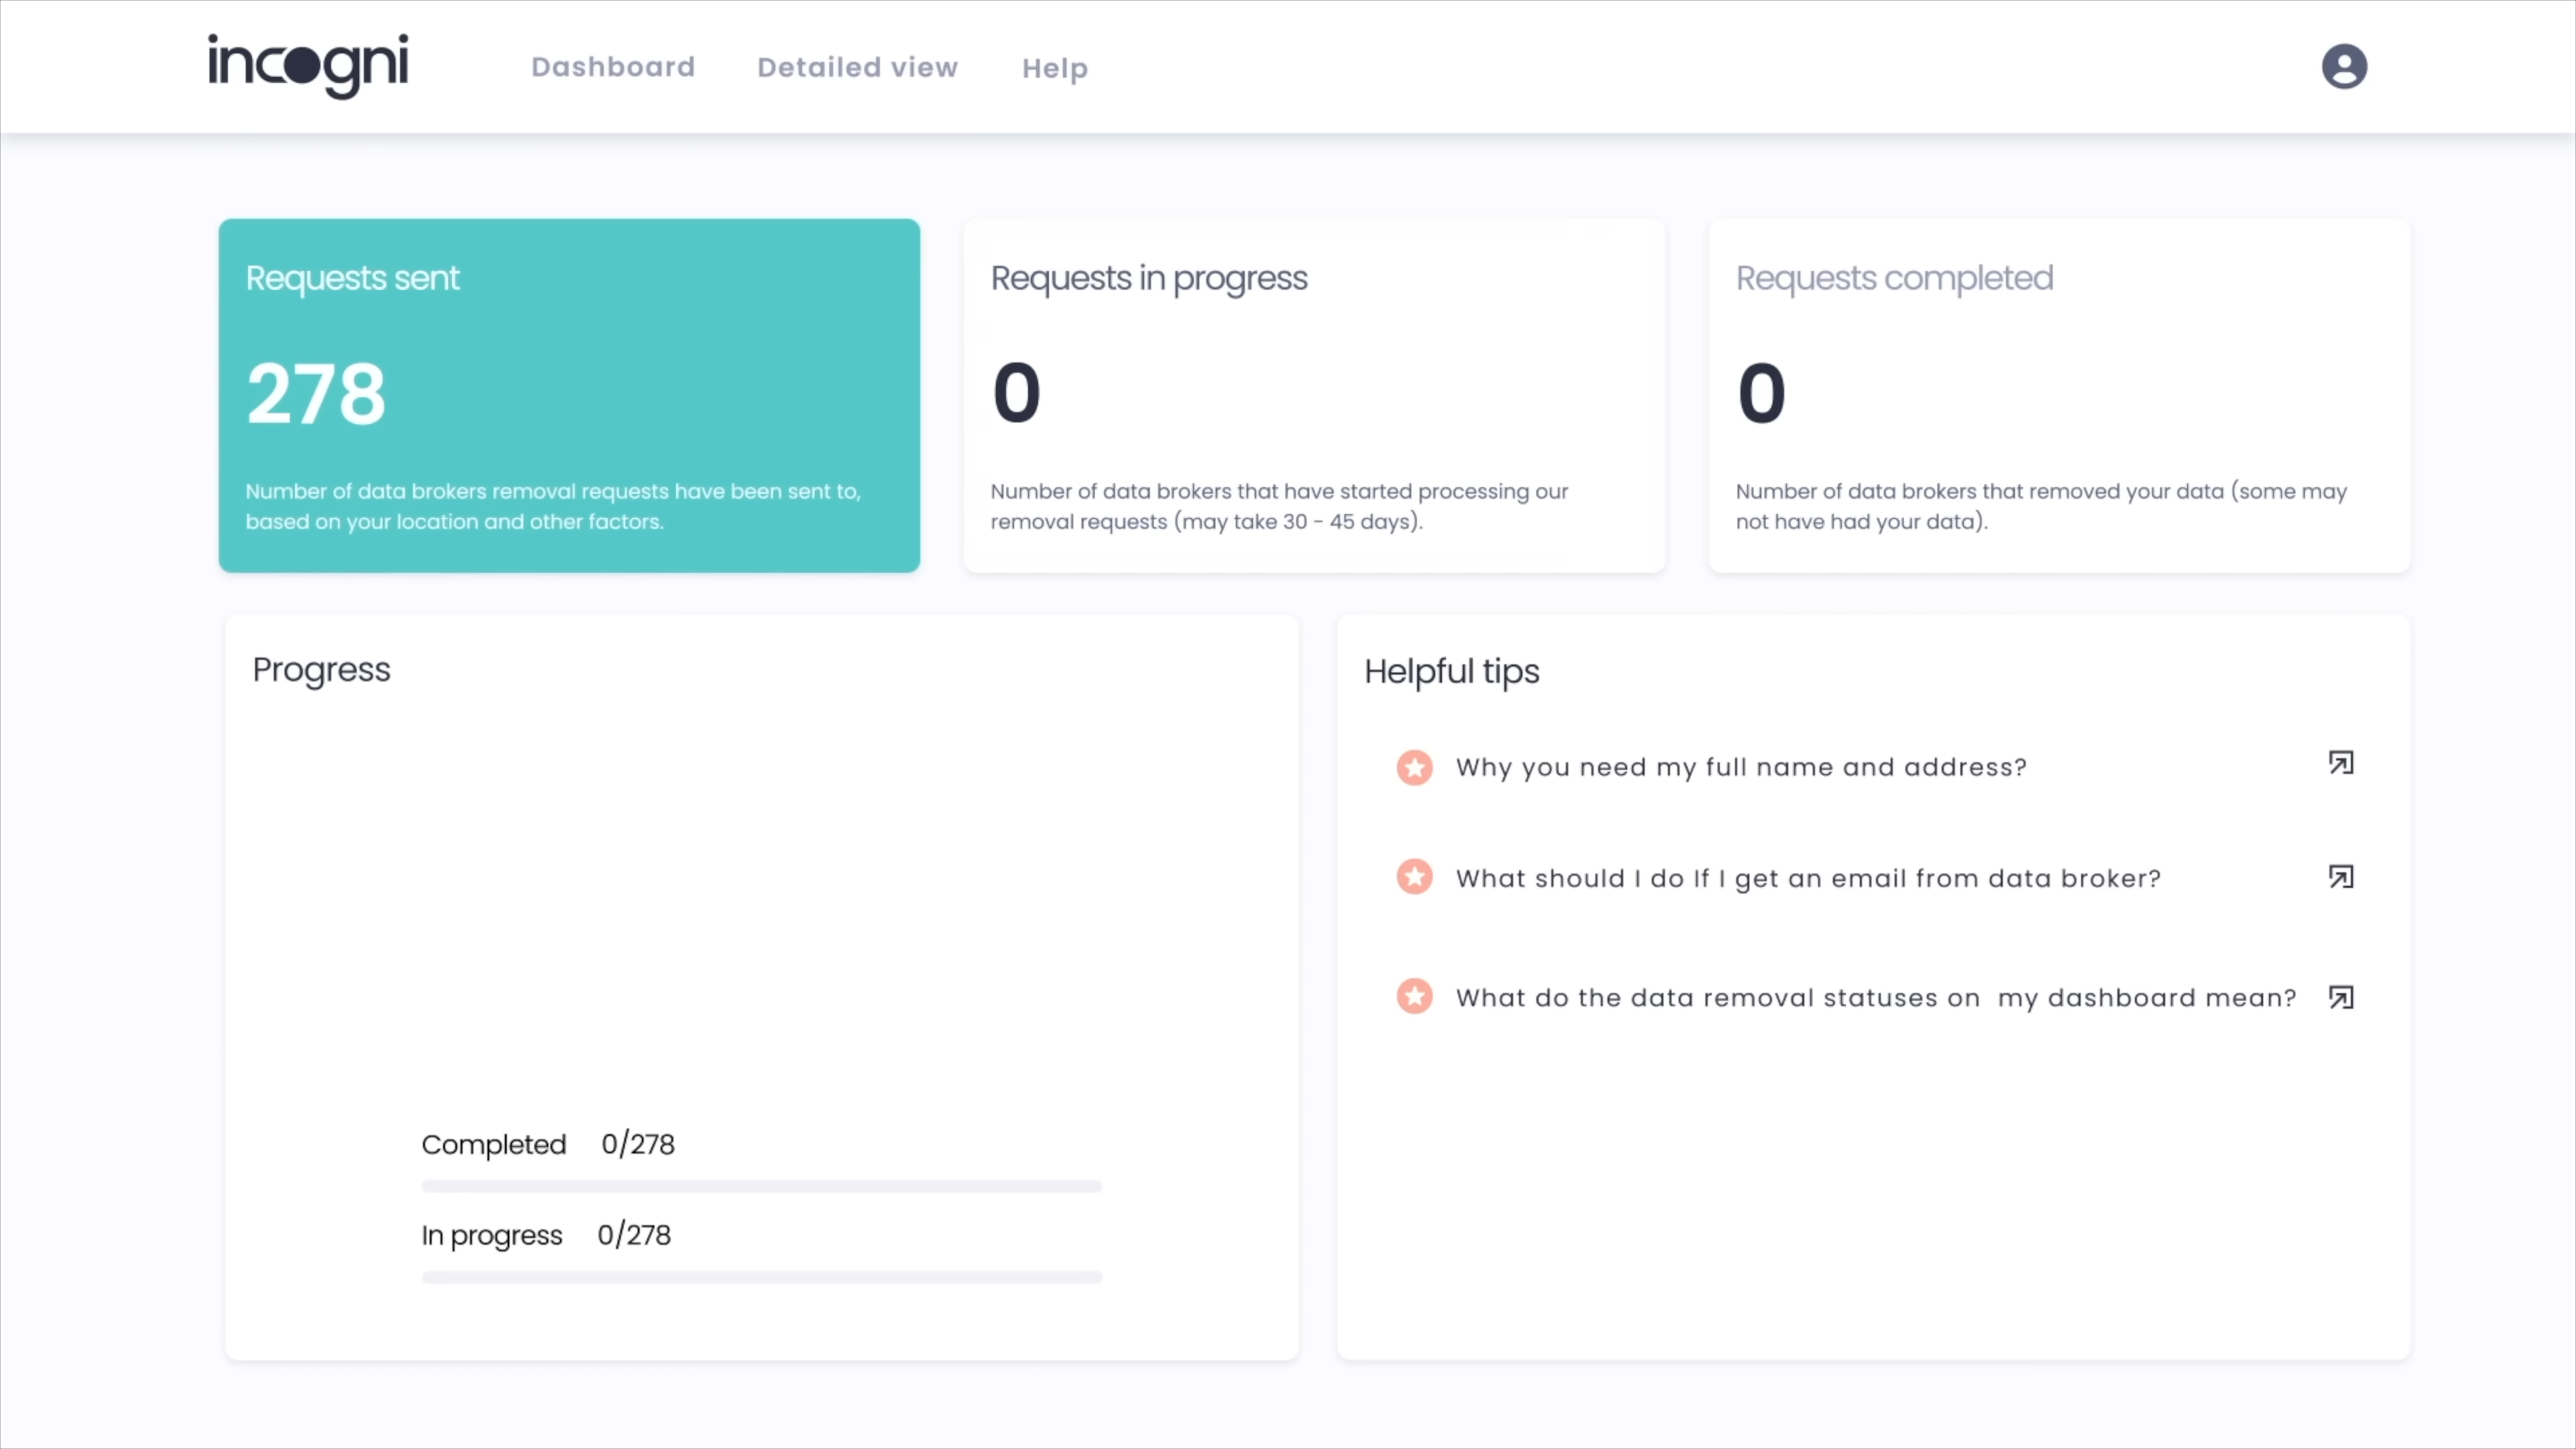 incogni
Dashboard
Detailed view
Help
Requests sent
278
Number of data brokers removal requests have been sent to,
based on your location and other factors.
Requests in progress
0
Number of data brokers that have started processing our
removal requests (may take 30 - 45 days).
Requests completed
0
Number of data brokers that removed your data (some may
not have had your data).
Progress
Completed 0/278
In progress 0/278
Helpful tips
Why you need my full name and address?
What should I do If I get an email from data broker?
What do the data removal statuses on  my dashboard mean?